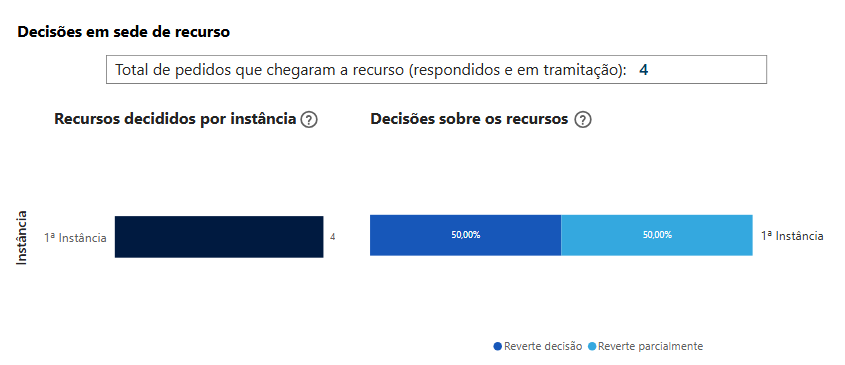 Decisões em sede de recurso
Total de pedidos que chegaram a recurso (respondidos e em tramitação): 4
Recursos decididos por instância ?
Decisões sobre os recursos ?
Instância
1ª Instância
4
50,00%
50,00%
1ª Instância
Reverte decisão
Reverte parcialmente